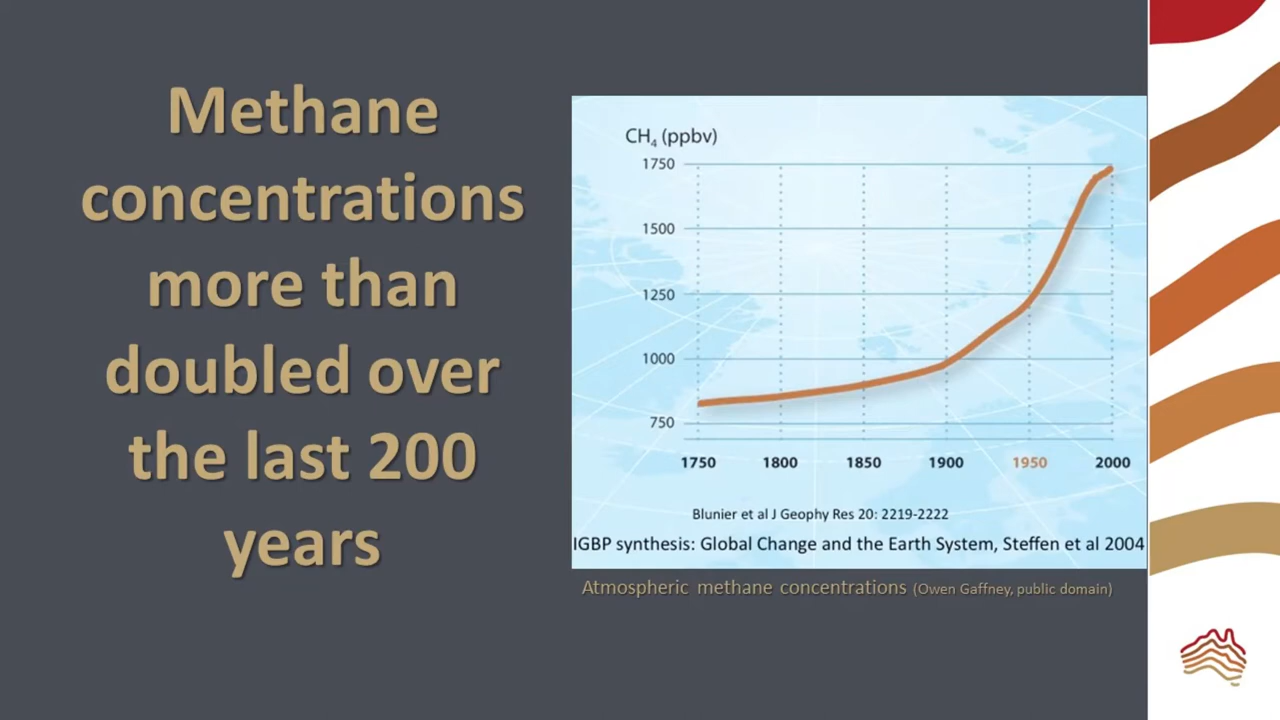 Methane
concentrations
more than
doubled over
the last 200
years
CH₄ (ppbv)
1750
1500
1250
1000
750
1750 1800 1850 1900 1950 2000
Blunier et al J Geophy Res 20: 2219-2222
IGBP synthesis: Global Change and the Earth System, Steffen et al 2004
Atmospheric methane concentrations (Owen Gaffney, public domain)